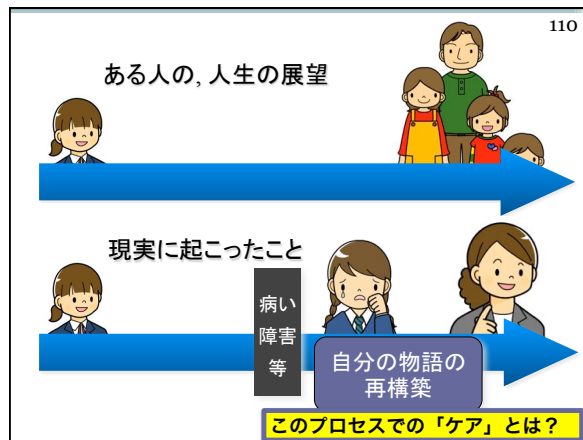 110
ある人の, 人生の展望
現実に起こったこと
病い
障害
等
自分の物語の
再構築
このプロセスでの「ケア」とは？